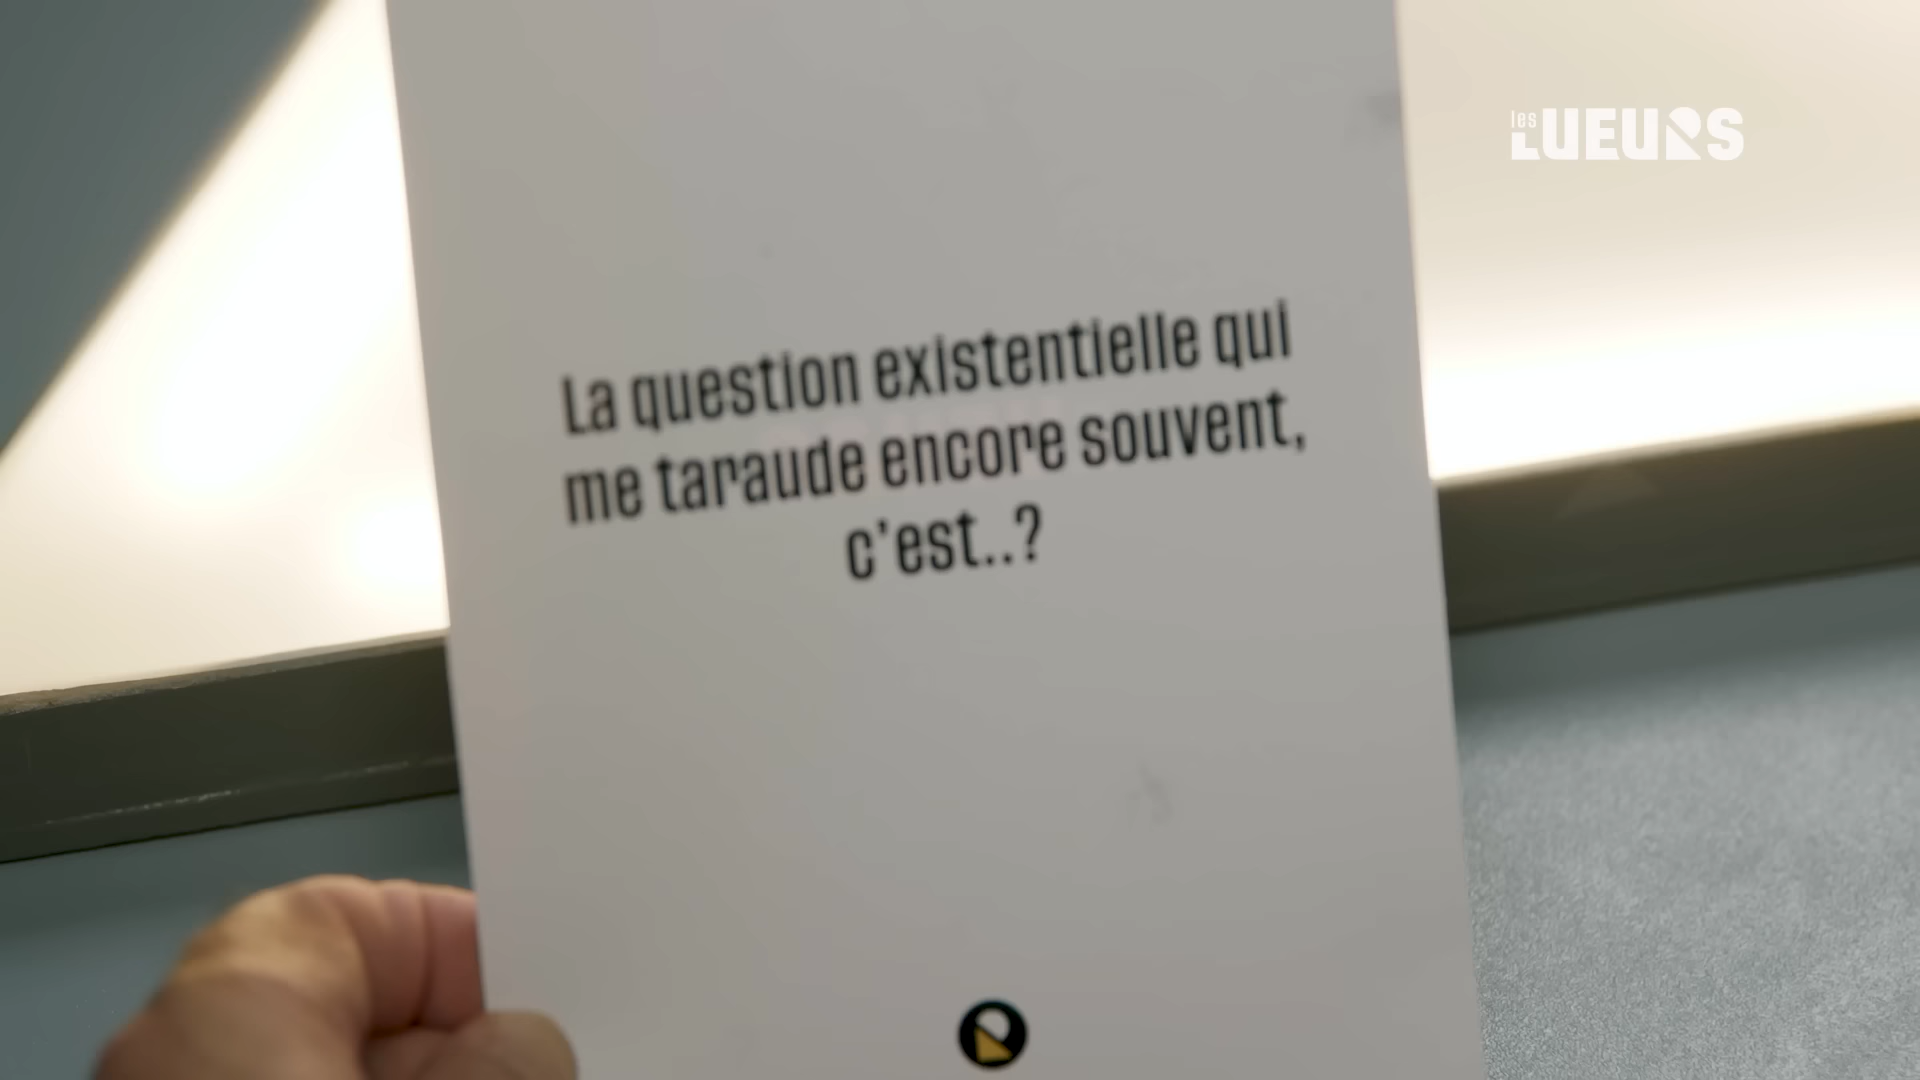 les
LUEURS
La question existentielle qui
me taraude encore souvent,
c'est..?